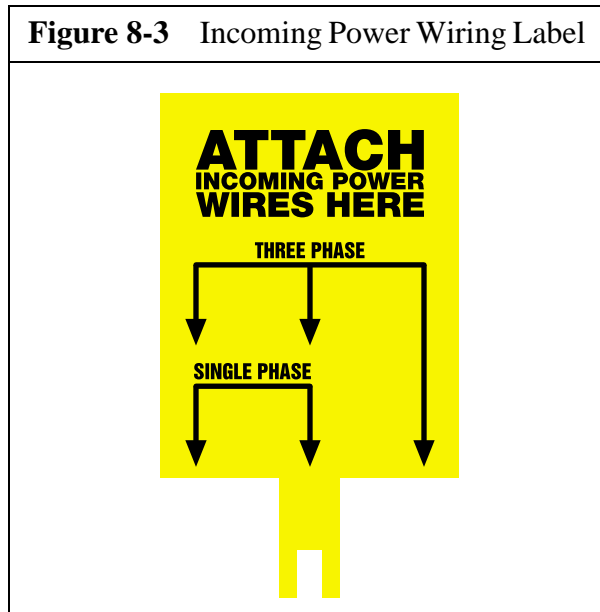 Figure 8-3 Incoming Power Wiring Label
ATTACH
INCOMING POWER
WIRES HERE
THREE PHASE
SINGLE PHASE